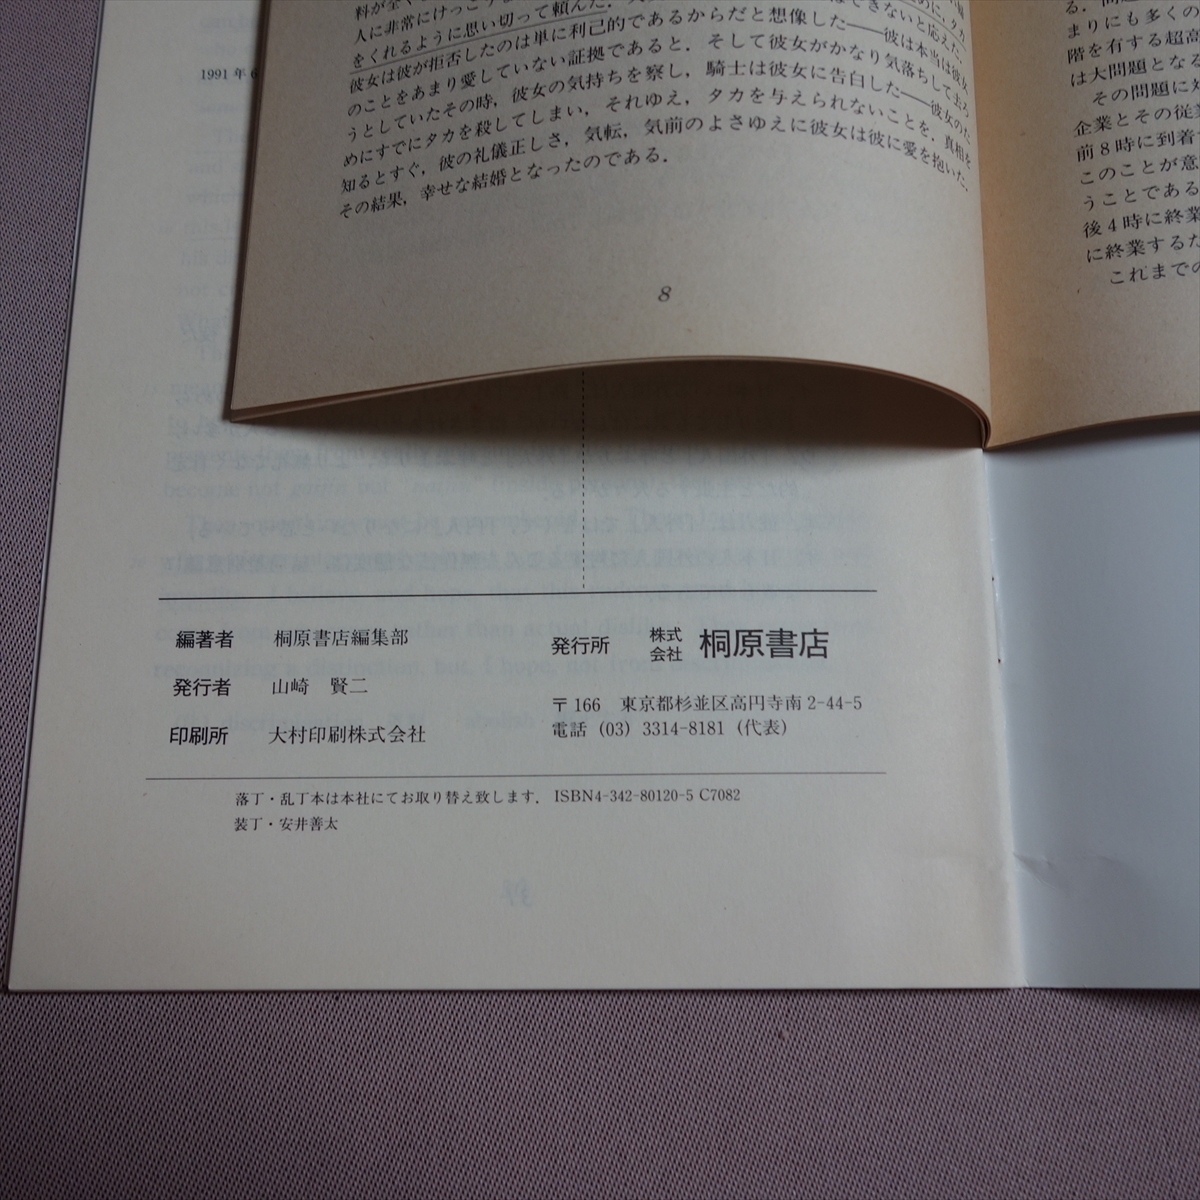 人に非常にけっこう
をくれるように思い切って頼んだ.
できないと応えた.
彼女は彼が拒否したのは単に利己的であるからだと想像した——彼は本当は彼女
のことをあまり愛していない証拠であると. そして彼女がかなり気落ちして去ろ
うとしていたその時, 彼女の気持ちを察し, 騎士は彼女に告白した——彼女のた
めにすでにタカを殺してしまい, それゆえ, タカを与えられないことを. 真相を
知るとすぐ, 彼の礼儀正しさ, 気転, 気前のよさゆえに彼女は彼に愛を抱いた.
その結果, 幸せな結婚となったのである.
8
まりにも多くの
階を有する超高
は大問題となる
その問題に対
企業とその従業
前8時に到着
このことが意
うことである
後4時に終業
に終業するた
これまでの
1991年6
編著者 桐原書店編集部
発行者 山崎 賢二
印刷所 大村印刷株式会社
発行所 株式会社 桐原書店
〒166 東京都杉並区高円寺南2-44-5
電話 (03) 3314-8181 (代表)
落丁・乱丁本は本社にてお取り替え致します. ISBN4-342-80120-5 C7082
装丁・安井善太